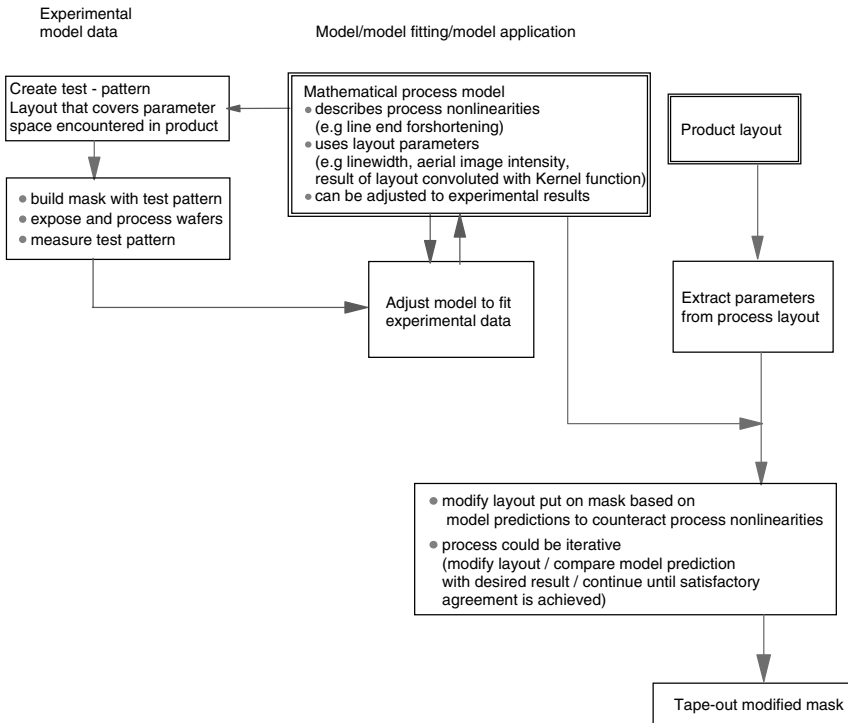 Experimental
model data
Model/model fitting/model application
Create test - pattern
Layout that covers parameter
space encountered in product
Mathematical process model
● describes process nonlinearities
(e.g line end forshortening)
● uses layout parameters
(e.g linewidth, aerial image intensity,
result of layout convoluted with Kernel function)
● can be adjusted to experimental results
Product layout
● build mask with test pattern
● expose and process wafers
● measure test pattern
Adjust model to fit
experimental data
Extract parameters
from process layout
● modify layout put on mask based on
model predictions to counteract process nonlinearities
● process could be iterative
(modify layout / compare model prediction
with desired result / continue until satisfactory
agreement is achieved)
Tape-out modified mask